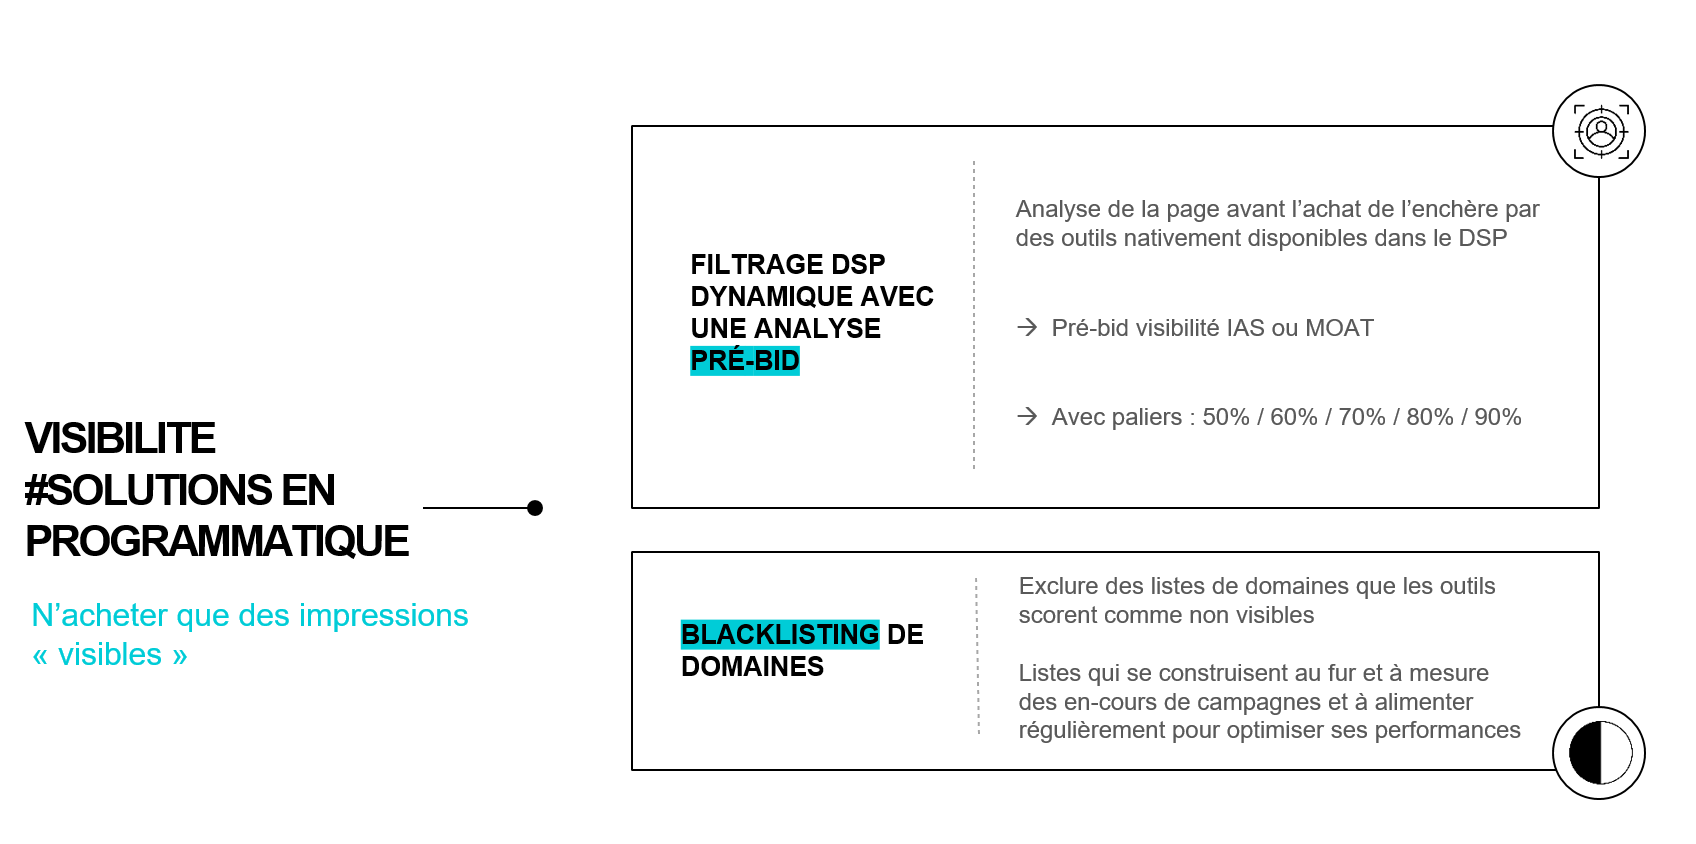 VISIBILITE
#SOLUTIONS EN
PROGRAMMATIQUE
N’acheter que des impressions
« visibles »
FILTRAGE DSP
DYNAMIQUE AVEC
UNE ANALYSE
PRÉ-BID
Analyse de la page avant l’achat de l’enchère par
des outils nativement disponibles dans le DSP
→ Pré-bid visibilité IAS ou MOAT
→ Avec paliers : 50% / 60% / 70% / 80% / 90%
BLACKLISTING DE
DOMAINES
Exclure des listes de domaines que les outils
scorent comme non visibles
Listes qui se construisent au fur et à mesure
des en-cours de campagnes et à alimenter
régulièrement pour optimiser ses performances